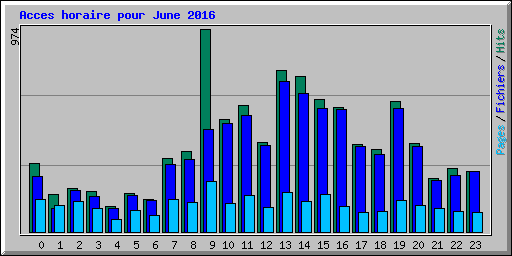 Acces horaire pour June 2016
974
Pages / Fichiers / Hits
0 1 2 3 4 5 6 7 8 9 10 11 12 13 14 15 16 17 18 19 20 21 22 23